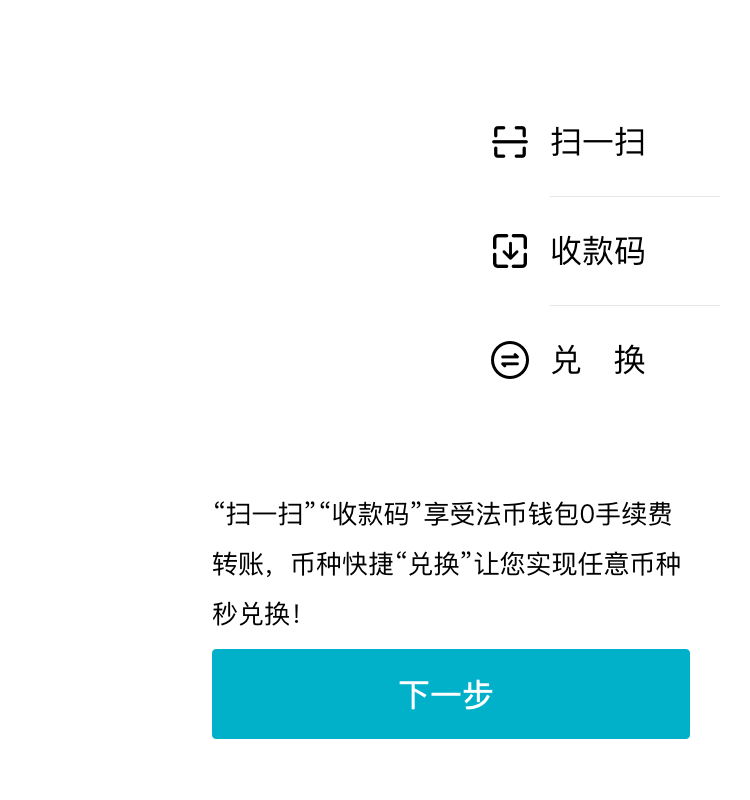 扫一扫
收款码
兑 换
“扫一扫”“收款码”享受法币钱包0手续费
转账，币种快捷“兑换”让您实现任意币种
秒兑换！
下一步